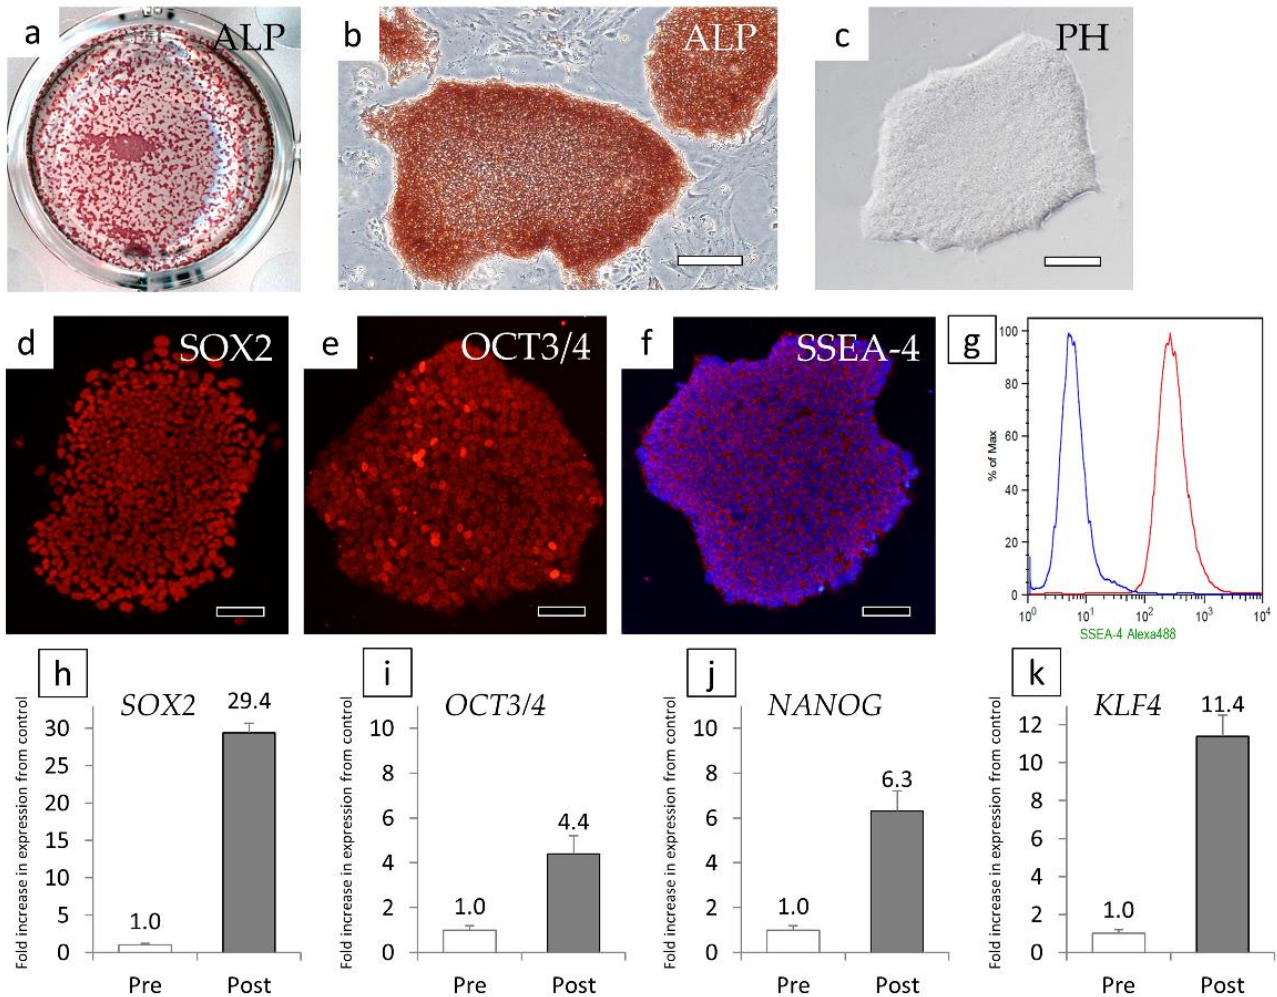 a ALP
b ALP
c PH
d SOX2
e OCT3/4
f SSEA-4
g
% of Max
100
80
60
40
20
0
10⁰ 10¹ 10² 10³ 10⁴
SSEA-4 Alexa488
h
SOX2
Fold increase in expression from control
30
25
20
15
10
5
0
1.0
29.4
Pre Post
i
OCT3/4
Fold increase in expression from control
10
8
6
4
2
0
1.0
4.4
Pre Post
j
NANOG
Fold increase in expression from control
10
8
6
4
2
0
1.0
6.3
Pre Post
k
KLF4
Fold increase in expression from control
12
10
8
6
4
2
0
1.0
11.4
Pre Post